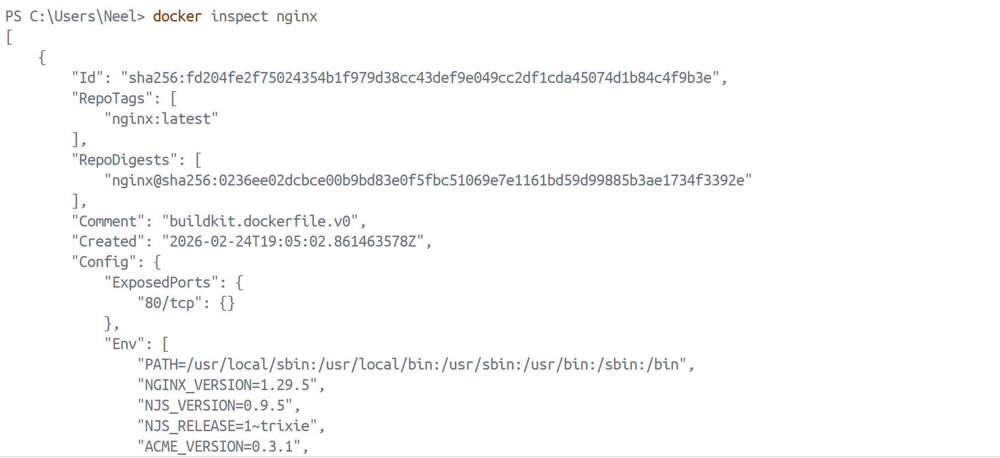 PS C:\Users\Neel> docker inspect nginx
[
    {
        "Id": "sha256:fd204fe2f75024354b1f979d38cc43def9e049cc2df1cda45074d1b84c4f9b3e",
        "RepoTags": [
            "nginx:latest"
        ],
        "RepoDigests": [
            "nginx@sha256:0236ee02dcbce00b9bd83e0f5fbc51069e7e1161bd59d99885b3ae1734f3392e"
        ],
        "Comment": "buildkit.dockerfile.v0",
        "Created": "2026-02-24T19:05:02.861463578Z",
        "Config": {
            "ExposedPorts": {
                "80/tcp": {}
            },
            "Env": [
                "PATH=/usr/local/sbin:/usr/local/bin:/usr/sbin:/usr/bin:/sbin:/bin",
                "NGINX_VERSION=1.29.5",
                "NJS_VERSION=0.9.5",
                "NJS_RELEASE=1~trixie",
                "ACME_VERSION=0.3.1",